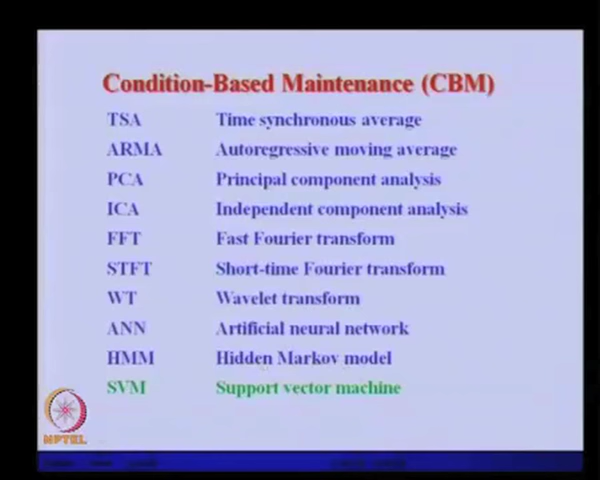 Condition-Based Maintenance (CBM)
TSA Time synchronous average
ARMA Autoregressive moving average
PCA Principal component analysis
ICA Independent component analysis
FFT Fast Fourier transform
STFT Short-time Fourier transform
WT Wavelet transform
ANN Artificial neural network
HMM Hidden Markov model
SVM Support vector machine
NPTEL